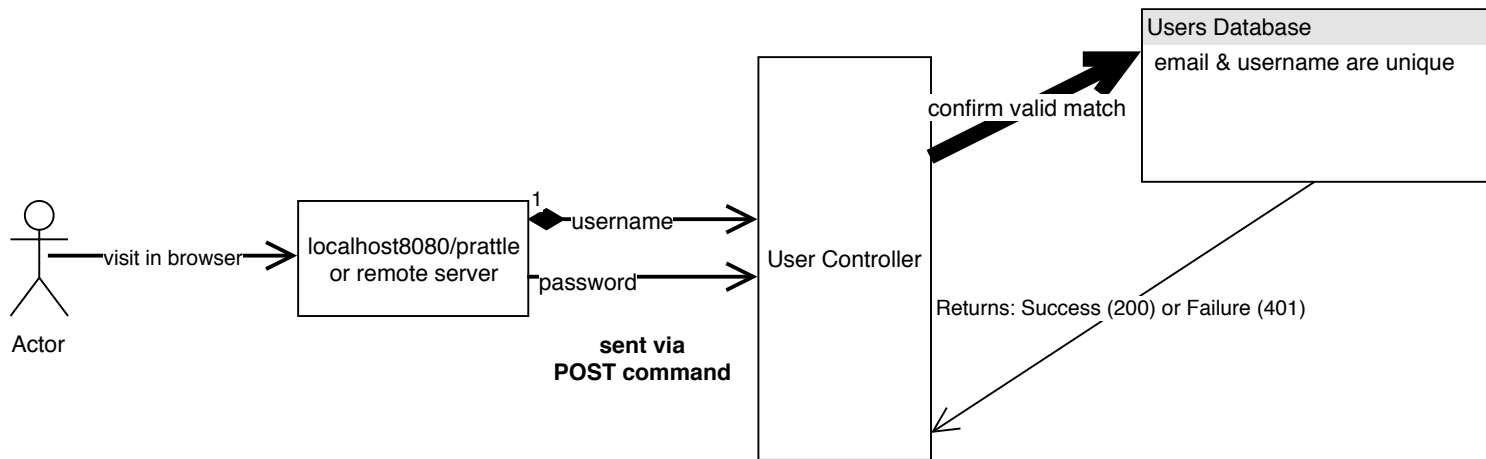 Users Database
email & username are unique
confirm valid match
1
username
localhost8080/prattle
or remote server
visit in browser
User Controller
password
Returns: Success (200) or Failure (401)
Actor
sent via
POST command